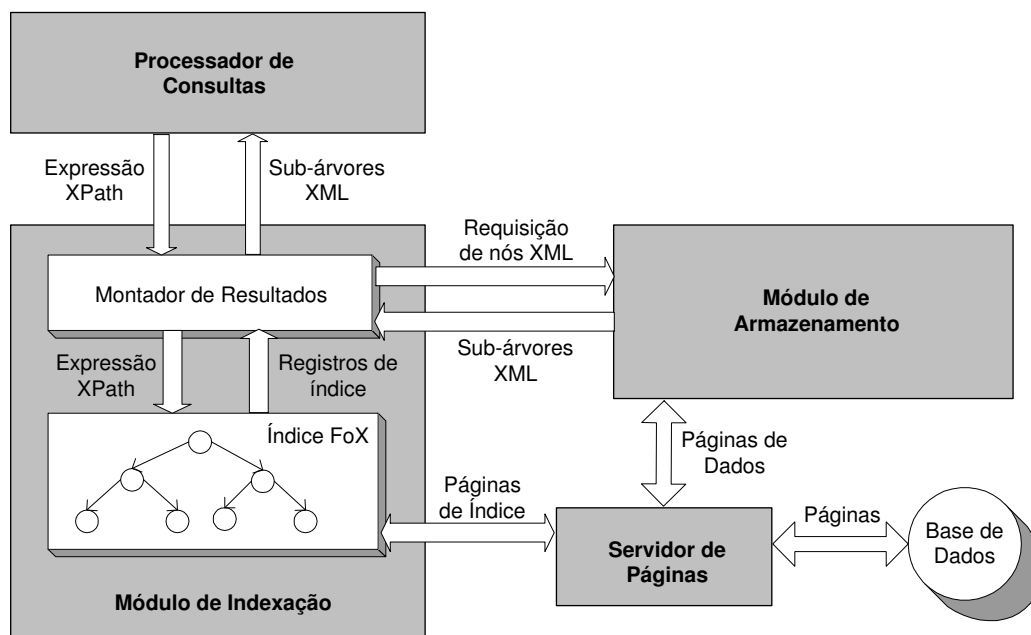 Processador de
Consultas
Expressão
XPath
Sub-árvores
XML
Requisição
de nós XML
Montador de Resultados
Módulo de
Armazenamento
Sub-árvores
XML
Expressão
XPath
Registros de
índice
Índice FoX
Páginas de
Dados
Páginas
de Índice
Páginas
Base de
Dados
Servidor de
Páginas
Módulo de Indexação